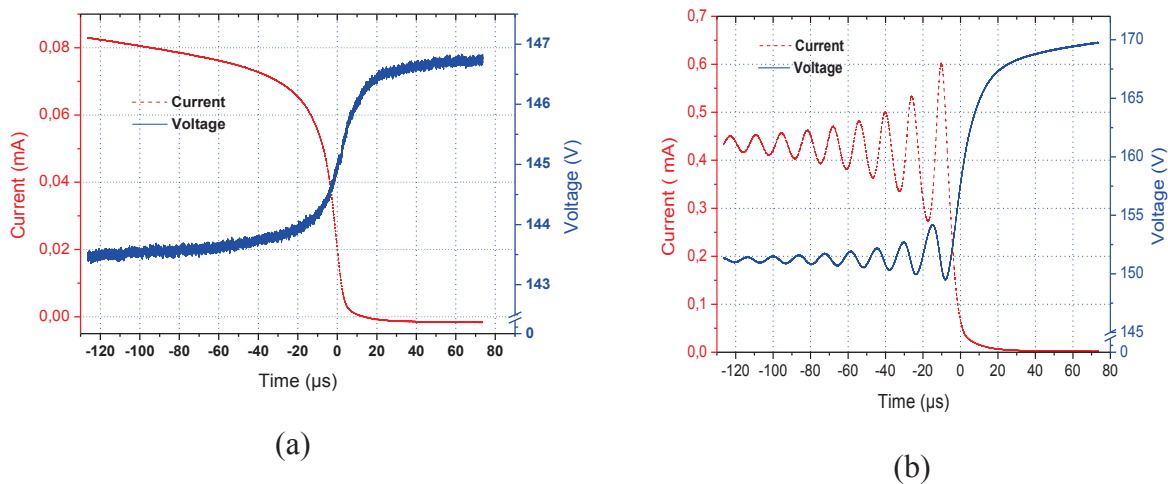 0,08
0,06
0,04
0,02
0,00
Current (mA)
Current
Voltage
147
146
145
144
143
0
Voltage (V)
-120 -100 -80 -60 -40 -20 0 20 40 60 80
Time (µs)
(a)
0,7
0,6
0,5
0,4
0,3
0,2
0,1
0,0
Current ( mA)
Current
Voltage
170
165
160
155
150
145
0
Voltage (V)
-120 -100 -80 -60 -40 -20 0 20 40 60 80
Time (µs)
(b)